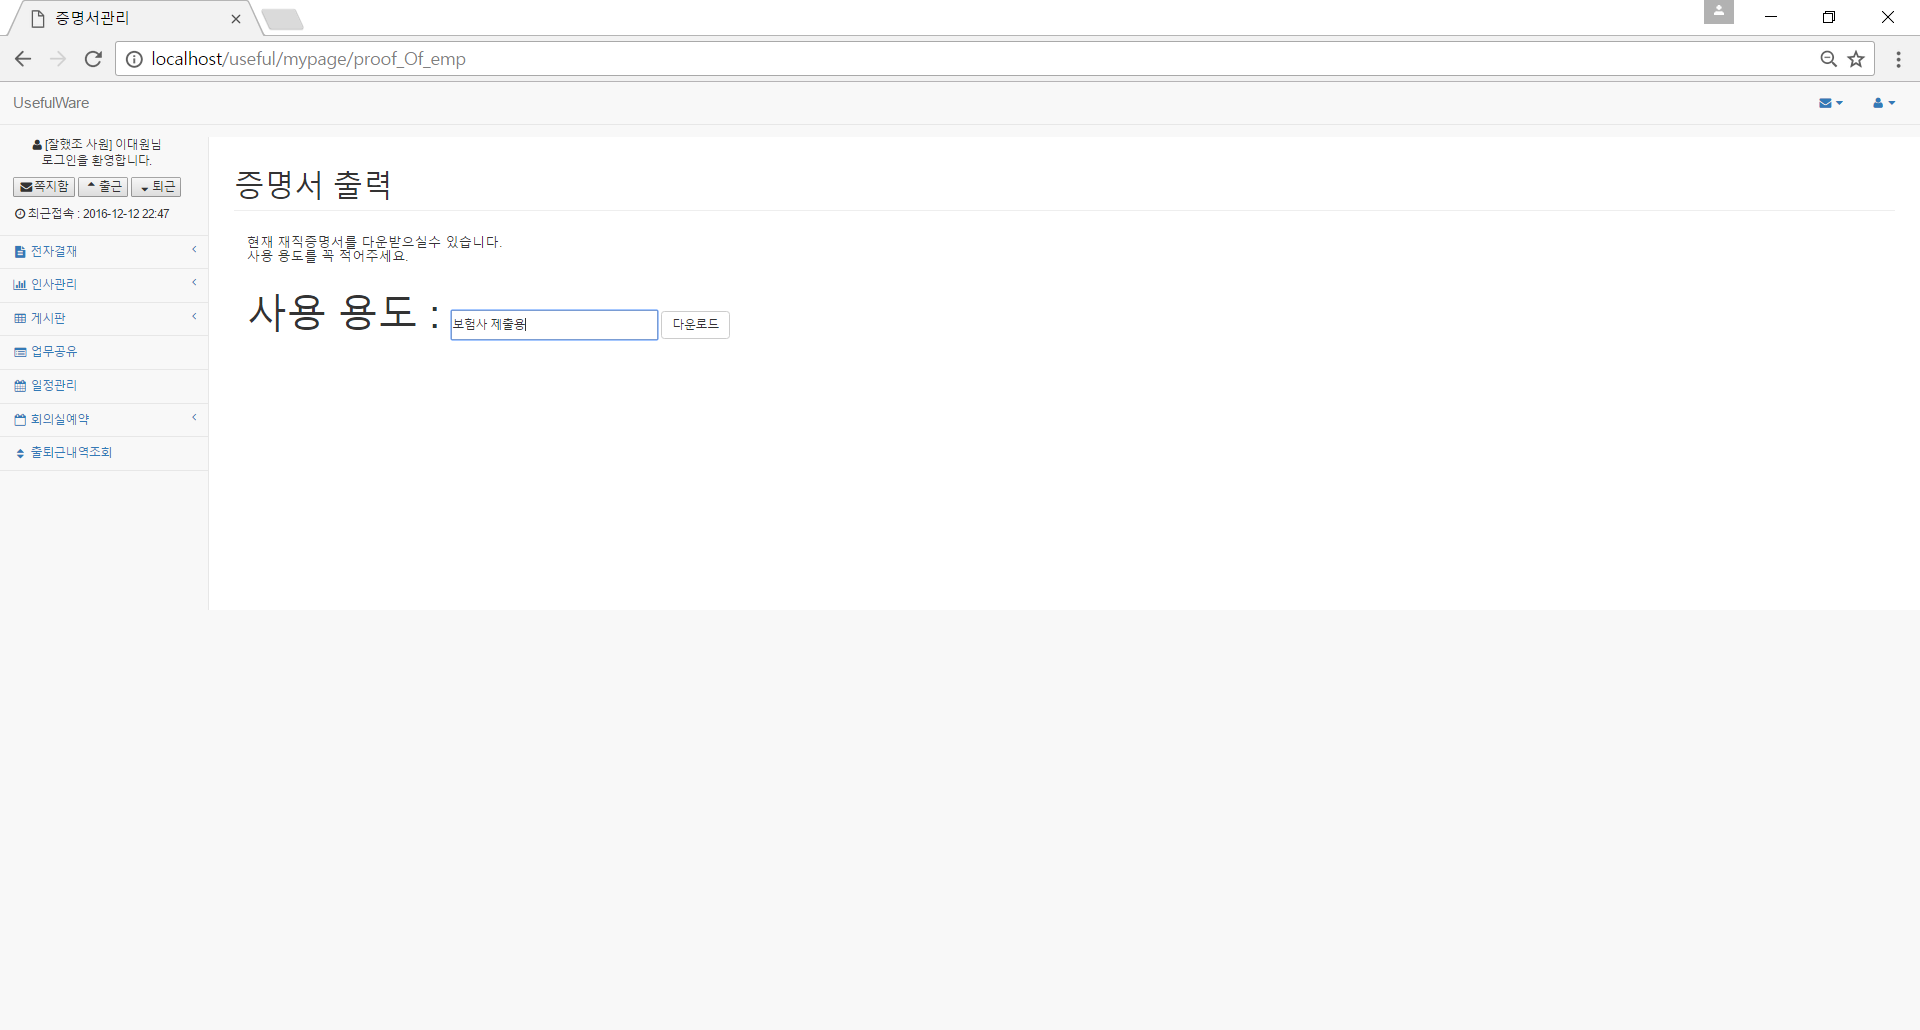 증명서관리
localhost/useful/mypage/proof_Of_emp
UsefulWare
[잘했조 사원] 이대원님
로그인을 환영합니다.
쪽지함 출근 퇴근
최근접속 : 2016-12-12 22:47
전자결재
인사관리
게시판
업무공유
일정관리
회의실예약
출퇴근내역조회
증명서 출력
현재 재직증명서를 다운받으실수 있습니다.
사용 용도를 꼭 적어주세요.
사용 용도 : 보험사 제출용 다운로드